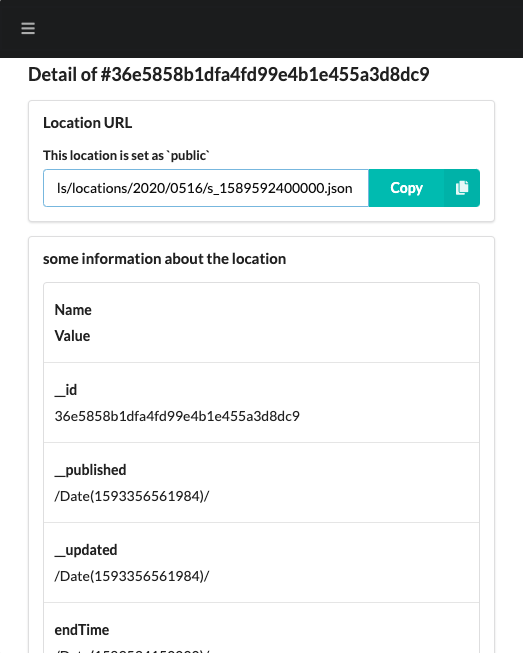 Detail of #36e5858b1dfa4fd99e4b1e455a3d8dc9
Location URL
This location is set as `public`
ls/locations/2020/0516/s_1589592400000.json
Copy
some information about the location
Name
Value
__id
36e5858b1dfa4fd99e4b1e455a3d8dc9
__published
/Date(1593356561984)/
__updated
/Date(1593356561984)/
endTime